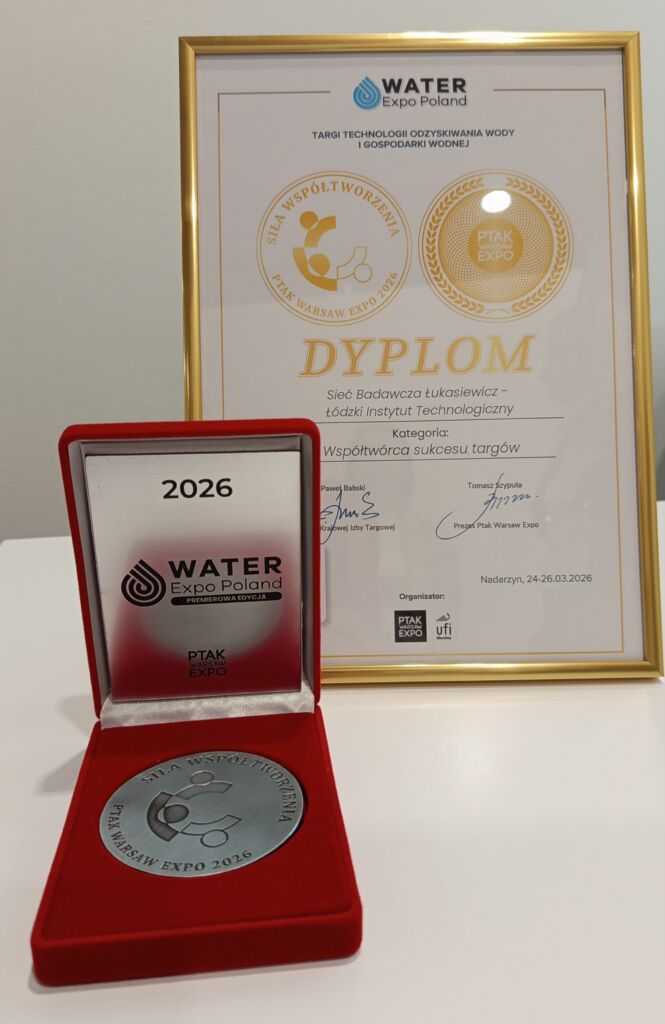 WATER
Expo Poland
TARGI TECHNOLOGII ODZYSKIWANIA WODY
I GOSPODARKI WODNEJ
SIŁA WSPÓŁTWORZENIA
PTAK WARSAW EXPO 2026
PTAK
WARSAW
EXPO
DYPLOM
Sieć Badawcza Łukasiewicz –
Łódzki Instytut Technologiczny
Kategoria:
Współtwórca sukcesu targów
Paweł Babski
Tomasz Szypuła
Krajowej Izby Targowej
Prezes Ptak Warsaw Expo
Nadarzyn, 24-26.03.2026
Organizator:
PTAK
WARSAW
EXPO
ufi
Member
2026
WATER
Expo Poland
PREMIEROWA EDYCJA
PTAK
WARSAW
EXPO
SIŁA WSPÓŁTWORZENIA
PTAK WARSAW EXPO 2026